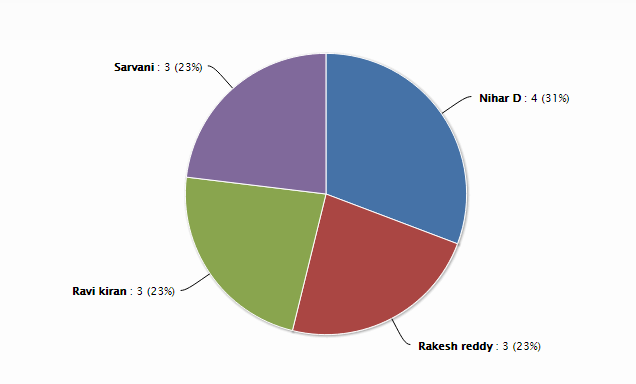 Sarvani : 3 (23%)
Nihar D : 4 (31%)
Ravi kiran : 3 (23%)
Rakesh reddy : 3 (23%)